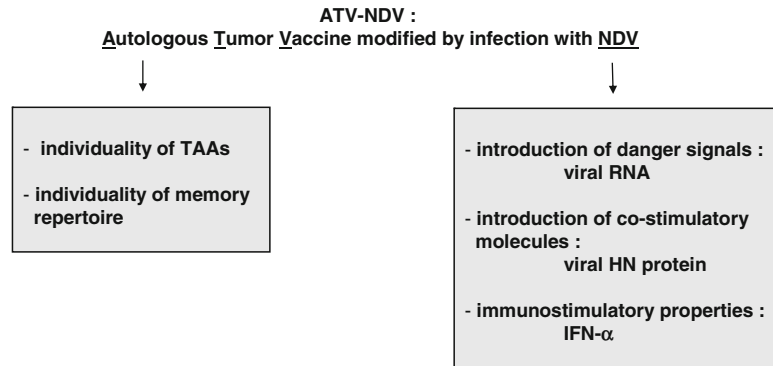 ATV-NDV :
Autologous Tumor Vaccine modified by infection with NDV
- individuality of TAAs
- individuality of memory
repertoire
- introduction of danger signals :
viral RNA
- introduction of co-stimulatory
molecules :
viral HN protein
- immunostimulatory properties :
IFN-α